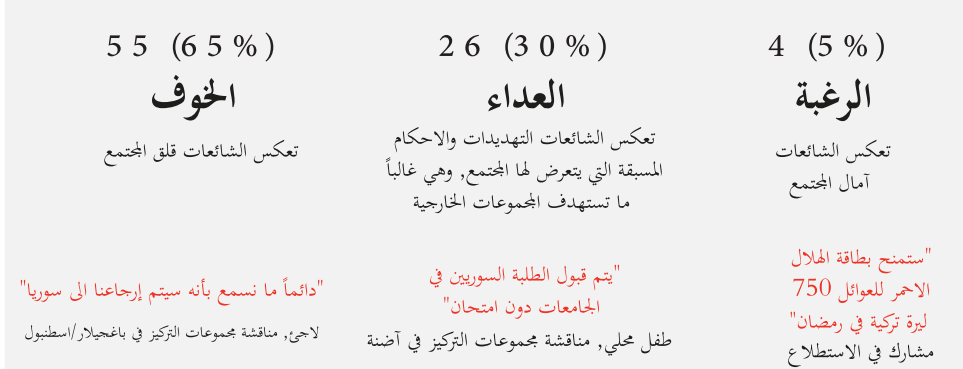 4 (5%)
الرغبة
تعكس الشائعات
آمال المجتمع
"ستمنح بطاقة الهلال
الاحمر للعوائل 750
ليرة تركية في رمضان"
مشارك في الاستطلاع
26 (30%)
العداء
تعكس الشائعات التهديدات والاحكام
المسبقة التي يتعرض لها المجتمع, وهي غالباً
ما تستهدف المجموعات الخارجية
"يتم قبول الطلبة السوريين في
الجامعات دون امتحان"
طفل محلي, مناقشة مجموعات التركيز في آضنة
55 (65%)
الخوف
تعكس الشائعات قلق المجتمع
"دائماً ما نسمع بأنه سيتم إرجاعنا الى سوريا"
لاجئ, مناقشة مجموعات التركيز في باغجيلار/اسطنبول